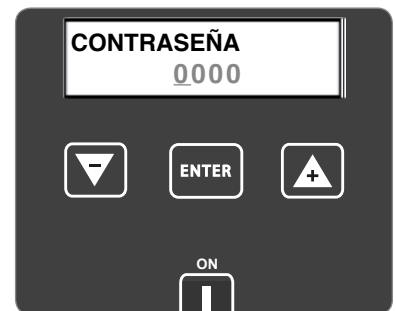 CONTRASEÑA
0000
- ENTER +
ON